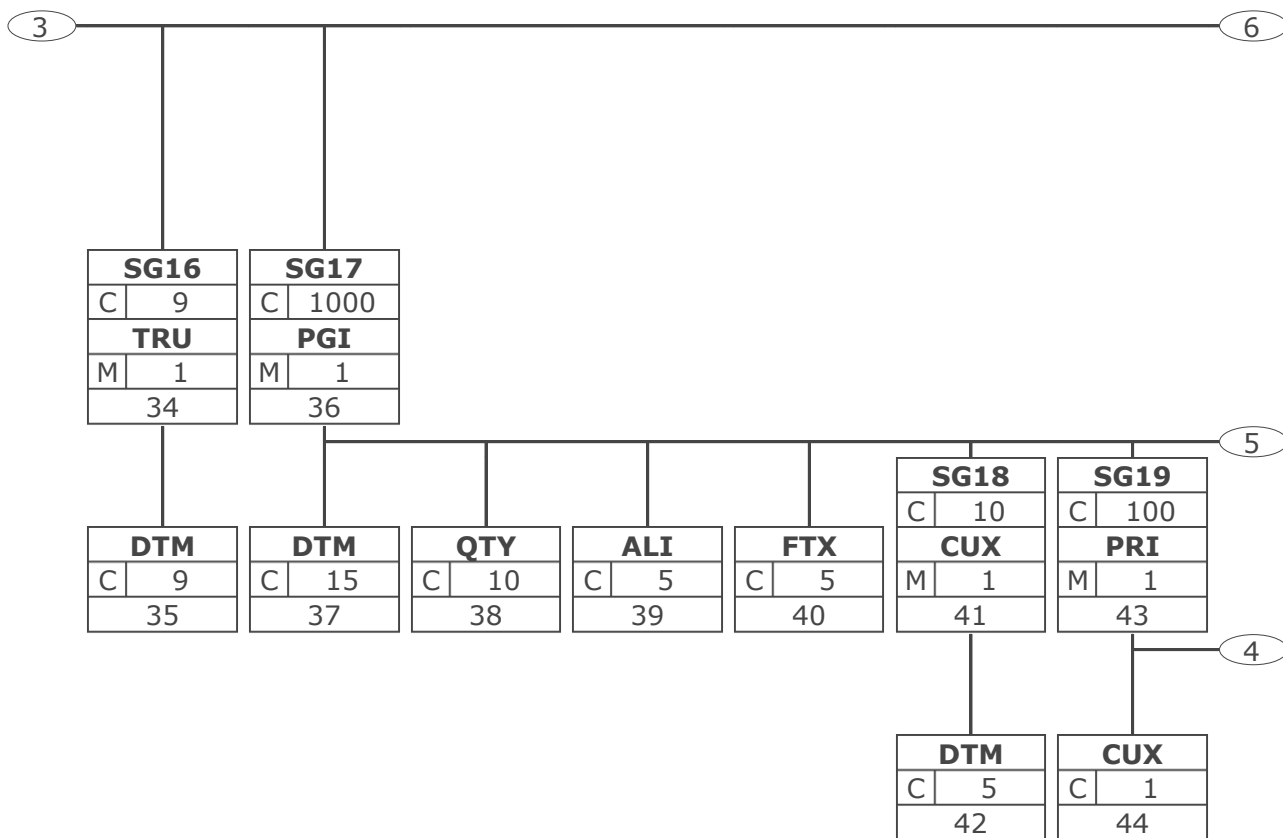 3 6
SG16 SG17
C 9 C 1000
TRU PGI
M 1 M 1
34 36
5
SG18 SG19
C 10 C 100
DTM DTM QTY ALI FTX CUX PRI
C 9 C 15 C 10 C 5 C 5 M 1 M 1
35 37 38 39 40 41 43
4
DTM CUX
C 5 C 1
42 44